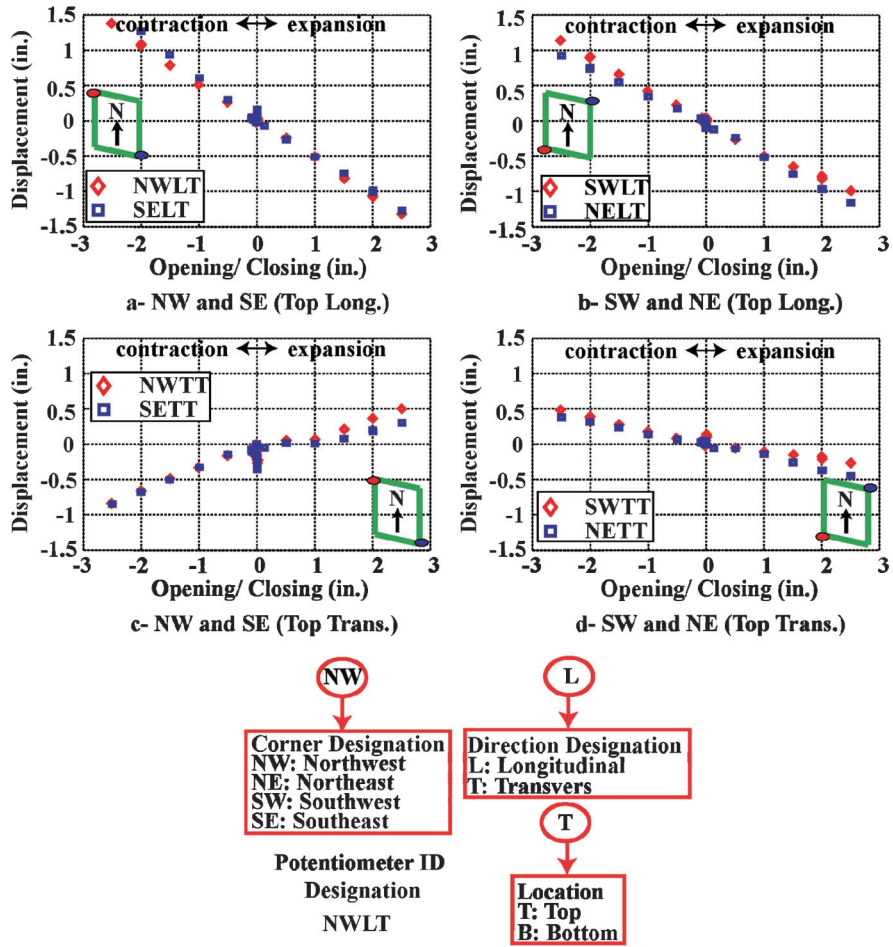 contraction ↔ expansion
Displacement (in.)
1.5
1
0.5
0
-0.5
-1
-1.5
N
NWLT
SELT
-3 -2 -1 0 1 2 3
Opening/ Closing (in.)
a- NW and SE (Top Long.)
contraction ↔ expansion
Displacement (in.)
1.5
1
0.5
0
-0.5
-1
-1.5
N
SWLT
NELT
-3 -2 -1 0 1 2 3
Opening/ Closing (in.)
b- SW and NE (Top Long.)
contraction ↔ expansion
Displacement (in.)
1.5
1
0.5
0
-0.5
-1
-1.5
NWTT
SETT
N
-3 -2 -1 0 1 2 3
Opening/ Closing (in.)
c- NW and SE (Top Trans.)
contraction ↔ expansion
Displacement (in.)
1.5
1
0.5
0
-0.5
-1
-1.5
SWTT
NETT
N
-3 -2 -1 0 1 2 3
Opening/ Closing (in.)
d- SW and NE (Top Trans.)
NW
Corner Designation
NW: Northwest
NE: Northeast
SW: Southwest
SE: Southeast
L
Direction Designation
L: Longitudinal
T: Transvers
T
Location
T: Top
B: Bottom
Potentiometer ID
Designation
NWLT